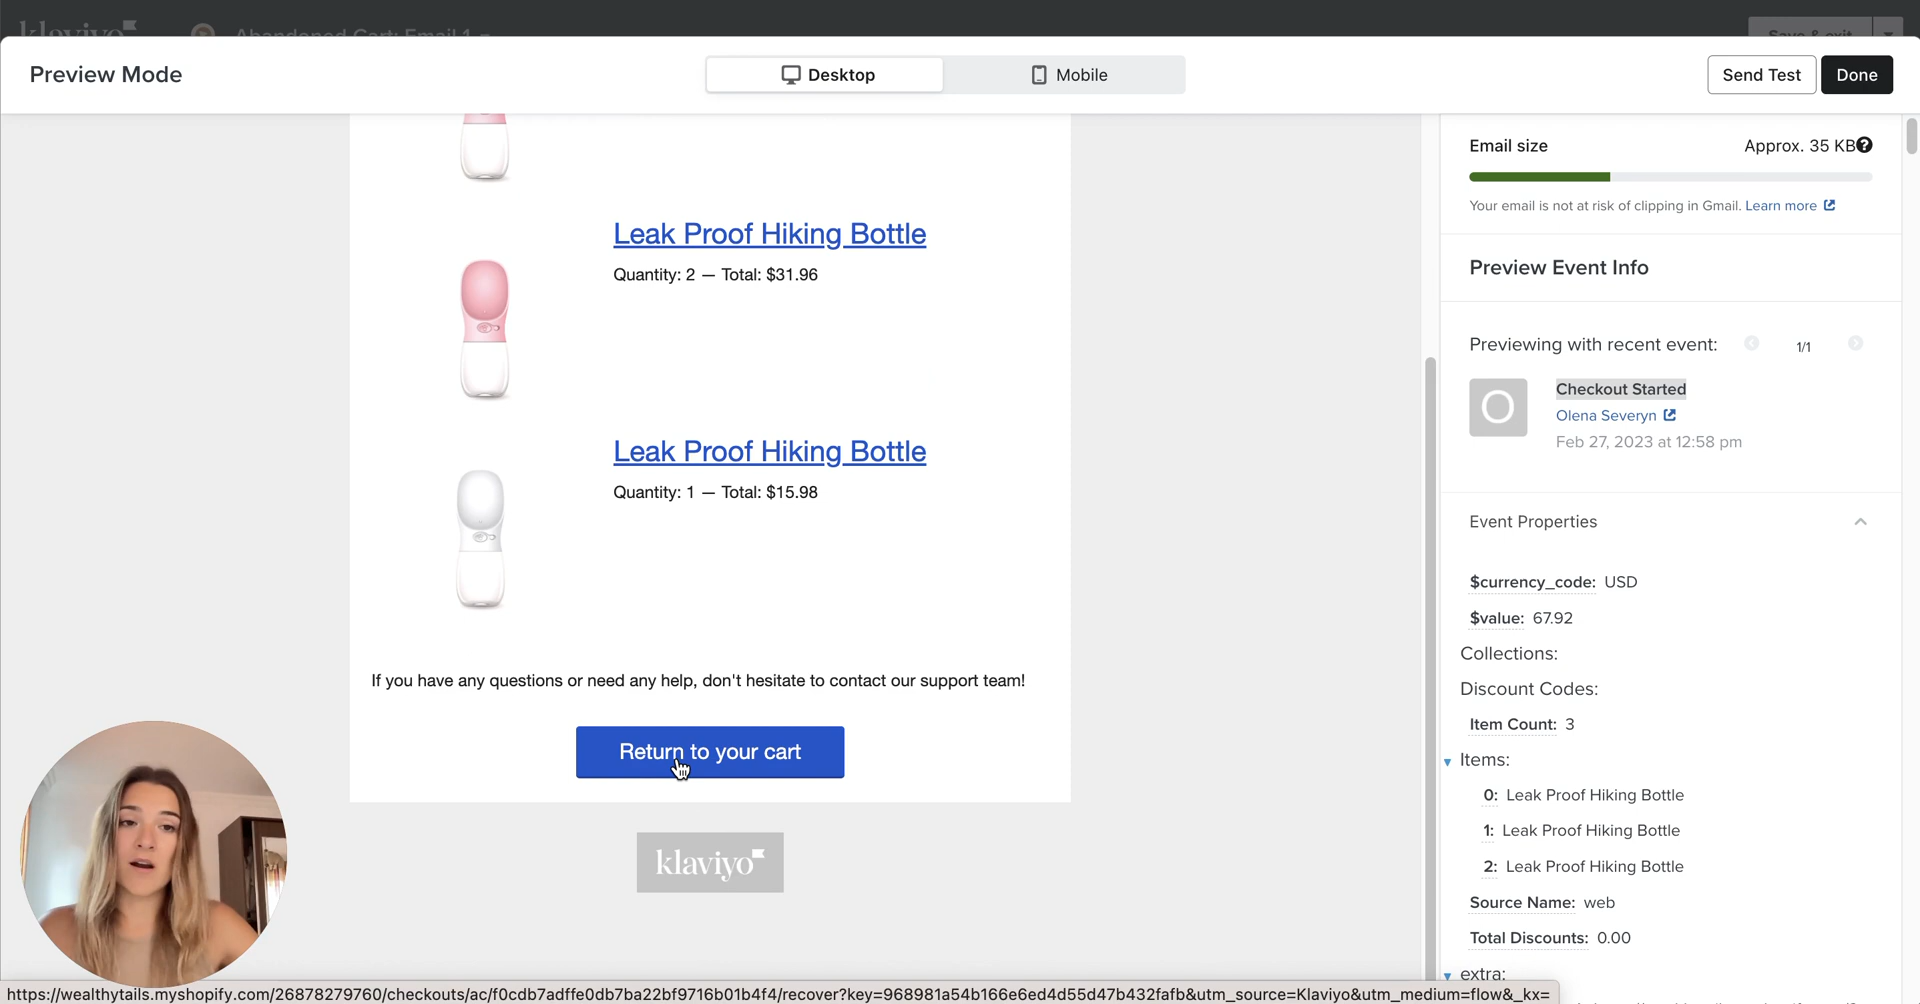 klaviyo
Abandoned Cart: Email 1
Save & exit
Preview Mode
Desktop
Mobile
Send Test
Done
Leak Proof Hiking Bottle
Quantity: 2 — Total: $31.96
Leak Proof Hiking Bottle
Quantity: 1 — Total: $15.98
If you have any questions or need any help, don't hesitate to contact our support team!
Return to your cart
klaviyo
Email size
Approx. 35 KB
Your email is not at risk of clipping in Gmail. Learn more
Preview Event Info
Previewing with recent event:
1/1
O
Checkout Started
Olena Severyn
Feb 27, 2023 at 12:58 pm
Event Properties
$currency_code: USD
$value: 67.92
Collections:
Discount Codes:
Item Count: 3
Items:
0: Leak Proof Hiking Bottle
1: Leak Proof Hiking Bottle
2: Leak Proof Hiking Bottle
Source Name: web
Total Discounts: 0.00
extra:
https://wealthytails.myshopify.com/26878279760/checkouts/ac/f0cdb7adffe0db7ba22bf9716b01b4f4/recover?key=968981a54b166e6ed4d55d47b432fafb&utm_source=Klaviyo&utm_medium=flow&_kx=